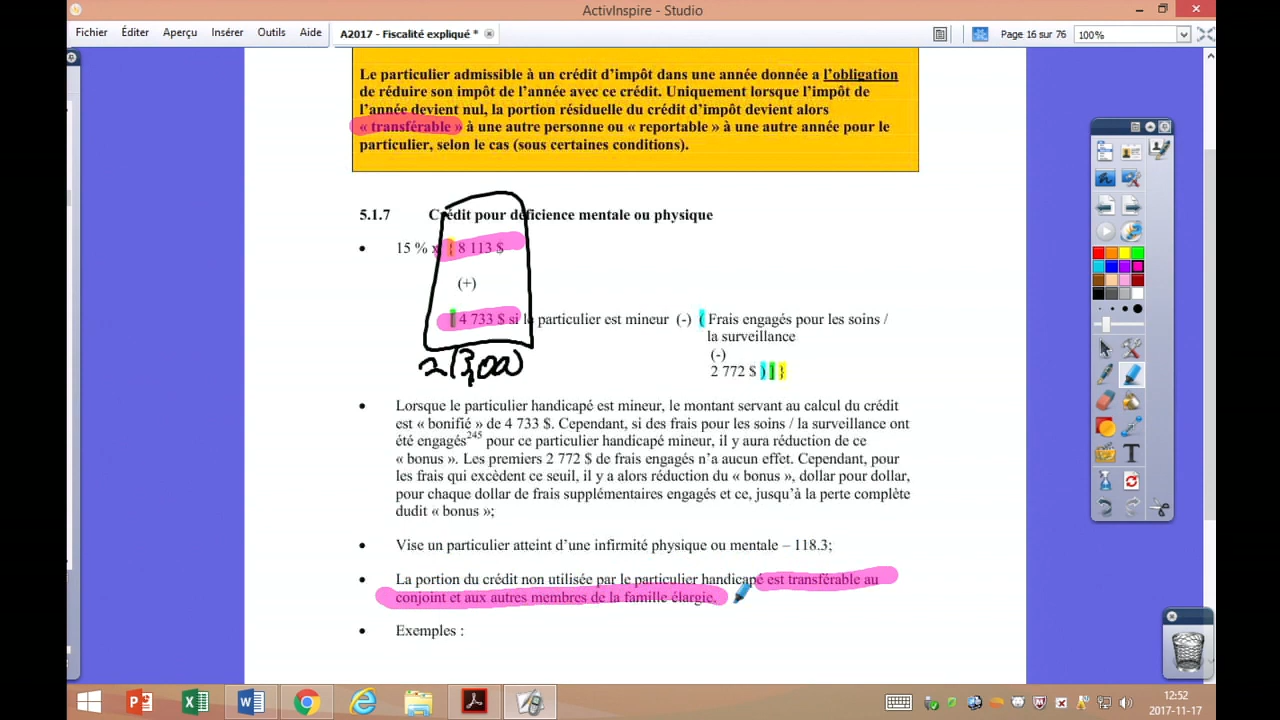 ActivInspire - Studio
Fichier Éditer Aperçu Insérer Outils Aide A2017 - Fiscalité expliqué * Page 16 sur 76 100%
Le particulier admissible à un crédit d'impôt dans une année donnée a l'obligation
de réduire son impôt de l'année avec ce crédit. Uniquement lorsque l'impôt de
l'année devient nul, la portion résiduelle du crédit d'impôt devient alors
« transférable » à une autre personne ou « reportable » à une autre année pour le
particulier, selon le cas (sous certaines conditions).
5.1.7 Crédit pour déficience mentale ou physique
• 15 % x { 8 113 $
(+)
[ 4 733 $ si le particulier est mineur (-) ( Frais engagés pour les soins /
la surveillance
(-)
2 772 $ ) ] }
• Lorsque le particulier handicapé est mineur, le montant servant au calcul du crédit
est « bonifié » de 4 733 $. Cependant, si des frais pour les soins / la surveillance ont
été engagés245 pour ce particulier handicapé mineur, il y aura réduction de ce
« bonus ». Les premiers 2 772 $ de frais engagés n'a aucun effet. Cependant, pour
les frais qui excèdent ce seuil, il y a alors réduction du « bonus », dollar pour dollar,
pour chaque dollar de frais supplémentaires engagés et ce, jusqu'à la perte complète
dudit « bonus »;
• Vise un particulier atteint d'une infirmité physique ou mentale – 118.3;
• La portion du crédit non utilisée par le particulier handicapé est transférable au
conjoint et aux autres membres de la famille élargie.
• Exemples :
12:52
2017-11-17